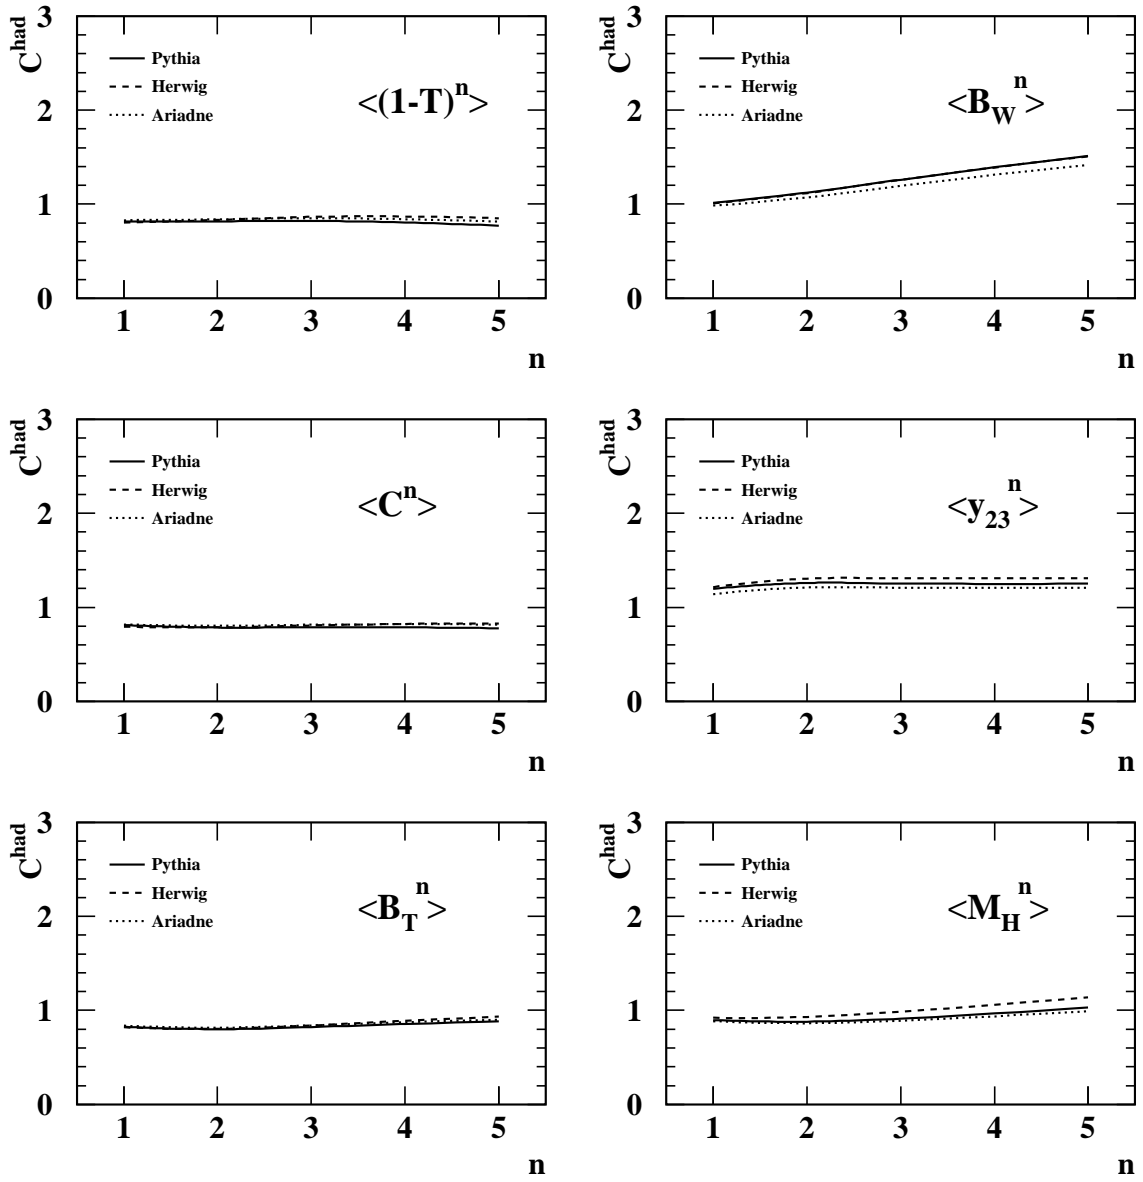 C^had
3
2
1
0
Pythia
Herwig
Ariadne
<(1-T)^n>
1 2 3 4 5
n
C^had
3
2
1
0
Pythia
Herwig
Ariadne
<B_W^n>
1 2 3 4 5
n
C^had
3
2
1
0
Pythia
Herwig
Ariadne
<C^n>
1 2 3 4 5
n
C^had
3
2
1
0
Pythia
Herwig
Ariadne
<y_23^n>
1 2 3 4 5
n
C^had
3
2
1
0
Pythia
Herwig
Ariadne
<B_T^n>
1 2 3 4 5
n
C^had
3
2
1
0
Pythia
Herwig
Ariadne
<M_H^n>
1 2 3 4 5
n